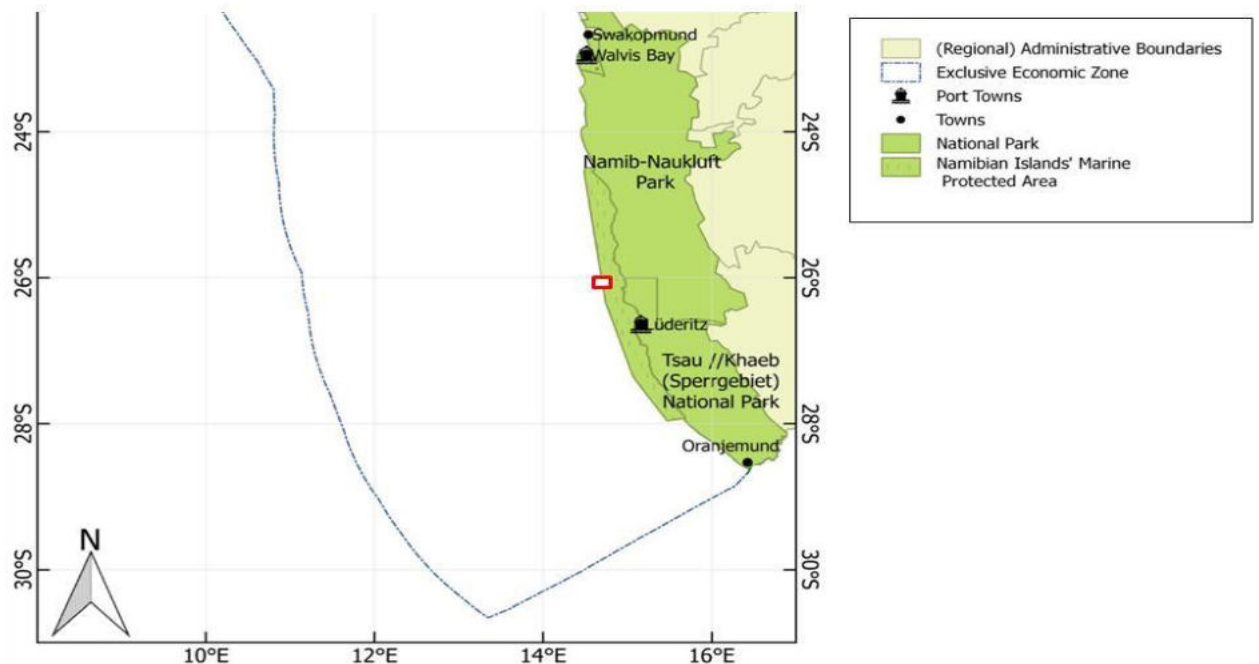 Swakopmund
Walvis Bay
24°S
24°S
Namib-Naukluft
Park
26°S
26°S
Lüderitz
Tsau //Khaeb
(Sperrgebiet)
National Park
28°S
28°S
Oranjemund
N
30°S
30°S
10°E
12°E
14°E
16°E
(Regional) Administrative Boundaries
Exclusive Economic Zone
Port Towns
Towns
National Park
Namibian Islands' Marine
Protected Area